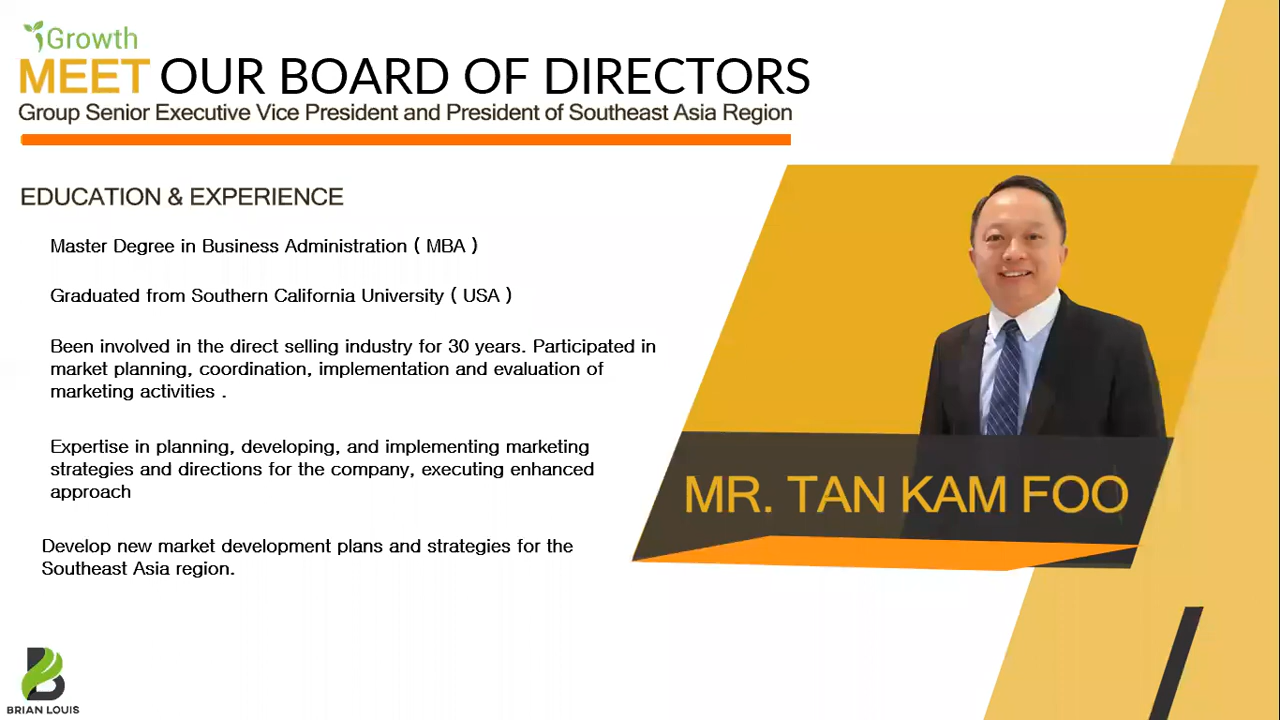 iGrowth
MEET OUR BOARD OF DIRECTORS
Group Senior Executive Vice President and President of Southeast Asia Region
EDUCATION & EXPERIENCE
Master Degree in Business Administration ( MBA )
Graduated from Southern California University ( USA )
Been involved in the direct selling industry for 30 years. Participated in
market planning, coordination, implementation and evaluation of
marketing activities .
Expertise in planning, developing, and implementing marketing
strategies and directions for the company, executing enhanced
approach
Develop new market development plans and strategies for the
Southeast Asia region.
MR. TAN KAM FOO
BRIAN LOUIS